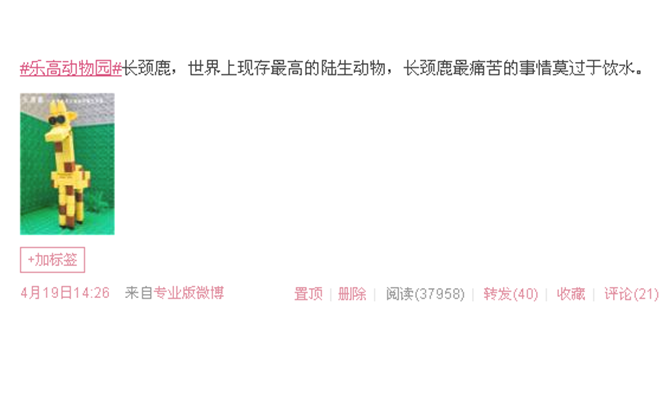 #乐高动物园#长颈鹿，世界上现存最高的陆生动物，长颈鹿最痛苦的事情莫过于饮水。
+加标签
4月19日14:26 来自专业版微博 置顶 | 删除 | 阅读(37958) | 转发(40) | 收藏 | 评论(21)